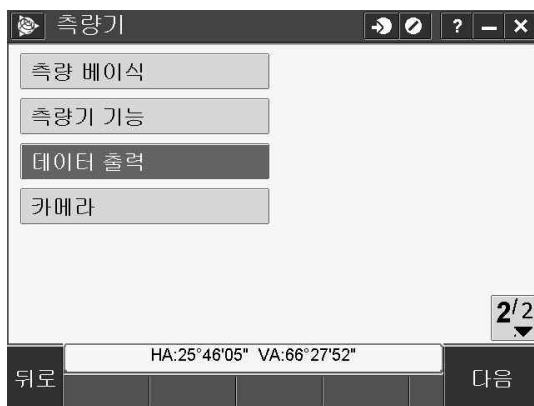 측량기
? – ×
측량 베이식
측량기 기능
데이터 출력
카메라
2/2
HA:25°46'05" VA:66°27'52"
뒤로
다음